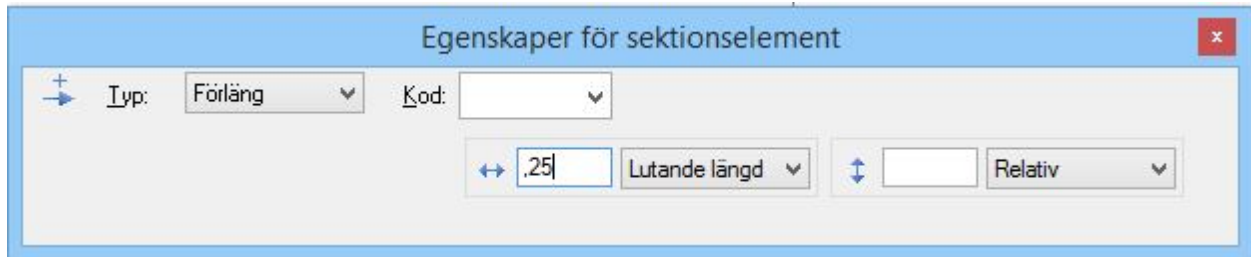 Egenskaper för sektionselement
x
Typ: Förläng Kod:
,25 Lutande längd Relativ